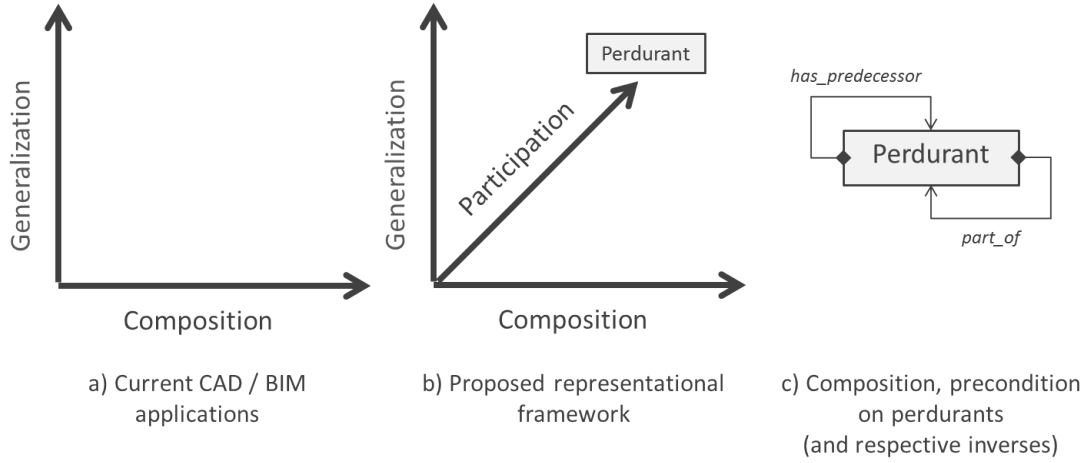 Generalization
Composition
a) Current CAD / BIM
applications
Generalization
Participation
Perdurant
Composition
b) Proposed representational
framework
has_predecessor
Perdurant
part_of
c) Composition, precondition
on perdurants
(and respective inverses)